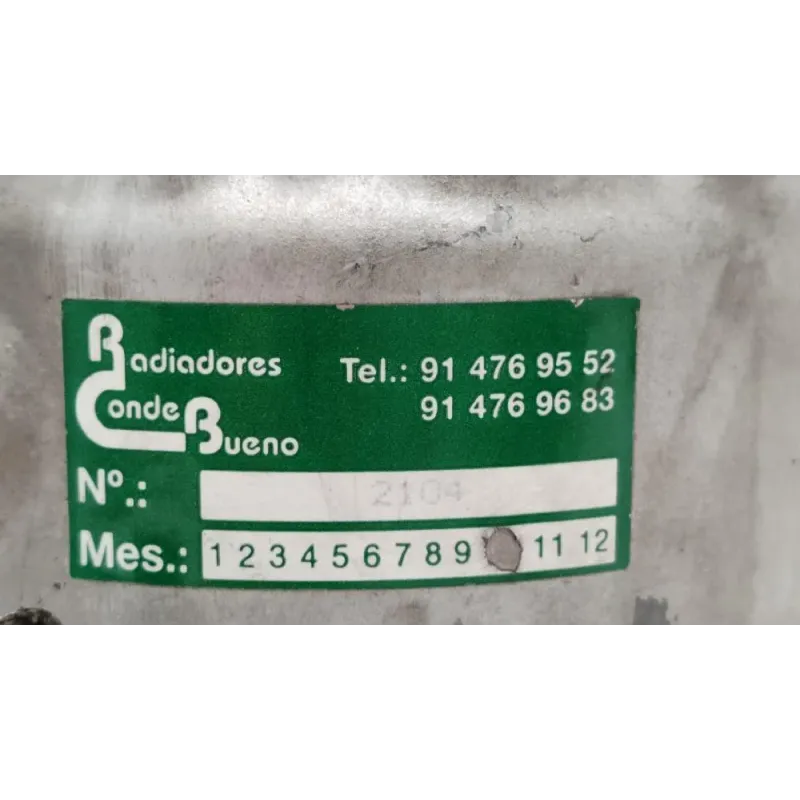 Radiadores
Conde
Bueno
Tel.: 91 476 95 52
91 476 96 83
Nº.: 2104
Mes.: 1 2 3 4 5 6 7 8 9 11 12